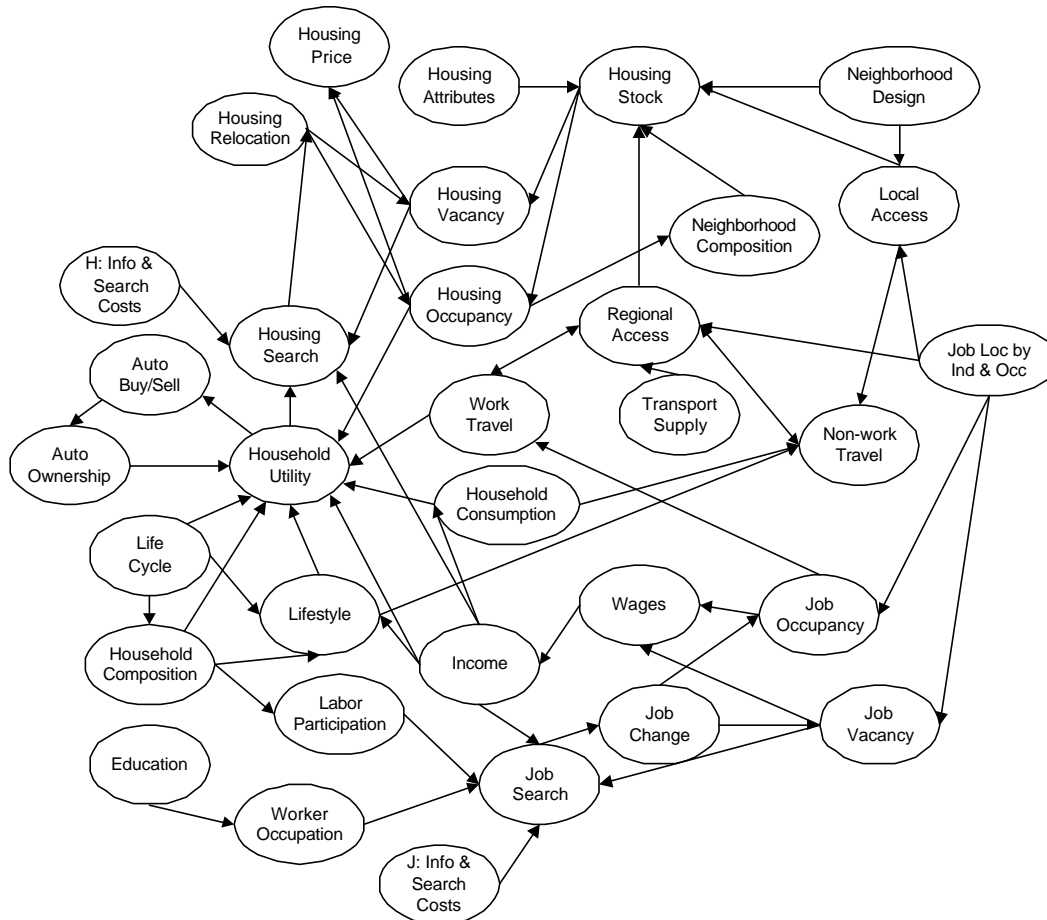 Housing
Price
Housing
Attributes
Housing
Stock
Neighborhood
Design
Housing
Relocation
Housing
Vacancy
Local
Access
Neighborhood
Composition
H: Info &
Search
Costs
Housing
Occupancy
Regional
Access
Housing
Search
Job Loc by
Ind & Occ
Auto
Buy/Sell
Work
Travel
Transport
Supply
Non-work
Travel
Auto
Ownership
Household
Utility
Household
Consumption
Life
Cycle
Lifestyle
Wages
Job
Occupancy
Household
Composition
Income
Labor
Participation
Job
Change
Job
Vacancy
Education
Job
Search
Worker
Occupation
J: Info &
Search
Costs